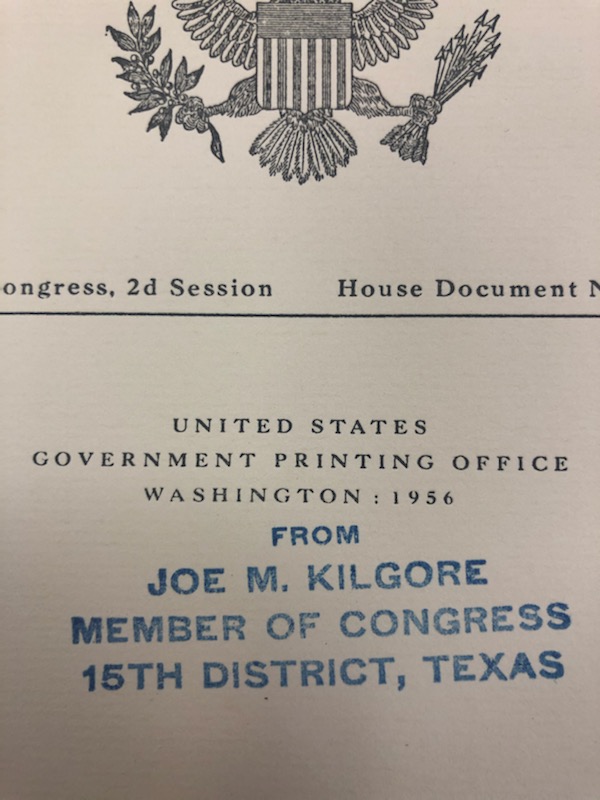 ongress, 2d Session House Document N
UNITED STATES
GOVERNMENT PRINTING OFFICE
WASHINGTON : 1956
FROM
JOE M. KILGORE
MEMBER OF CONGRESS
15TH DISTRICT, TEXAS